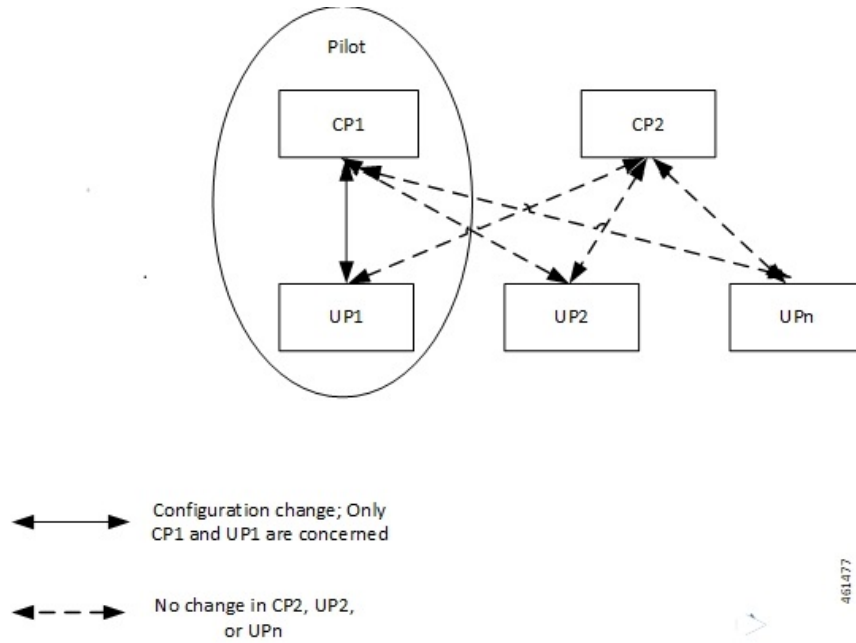 Pilot
CP1
CP2
UP1
UP2
UPn
Configuration change; Only
CP1 and UP1 are concerned
No change in CP2, UP2,
or UPn
461477